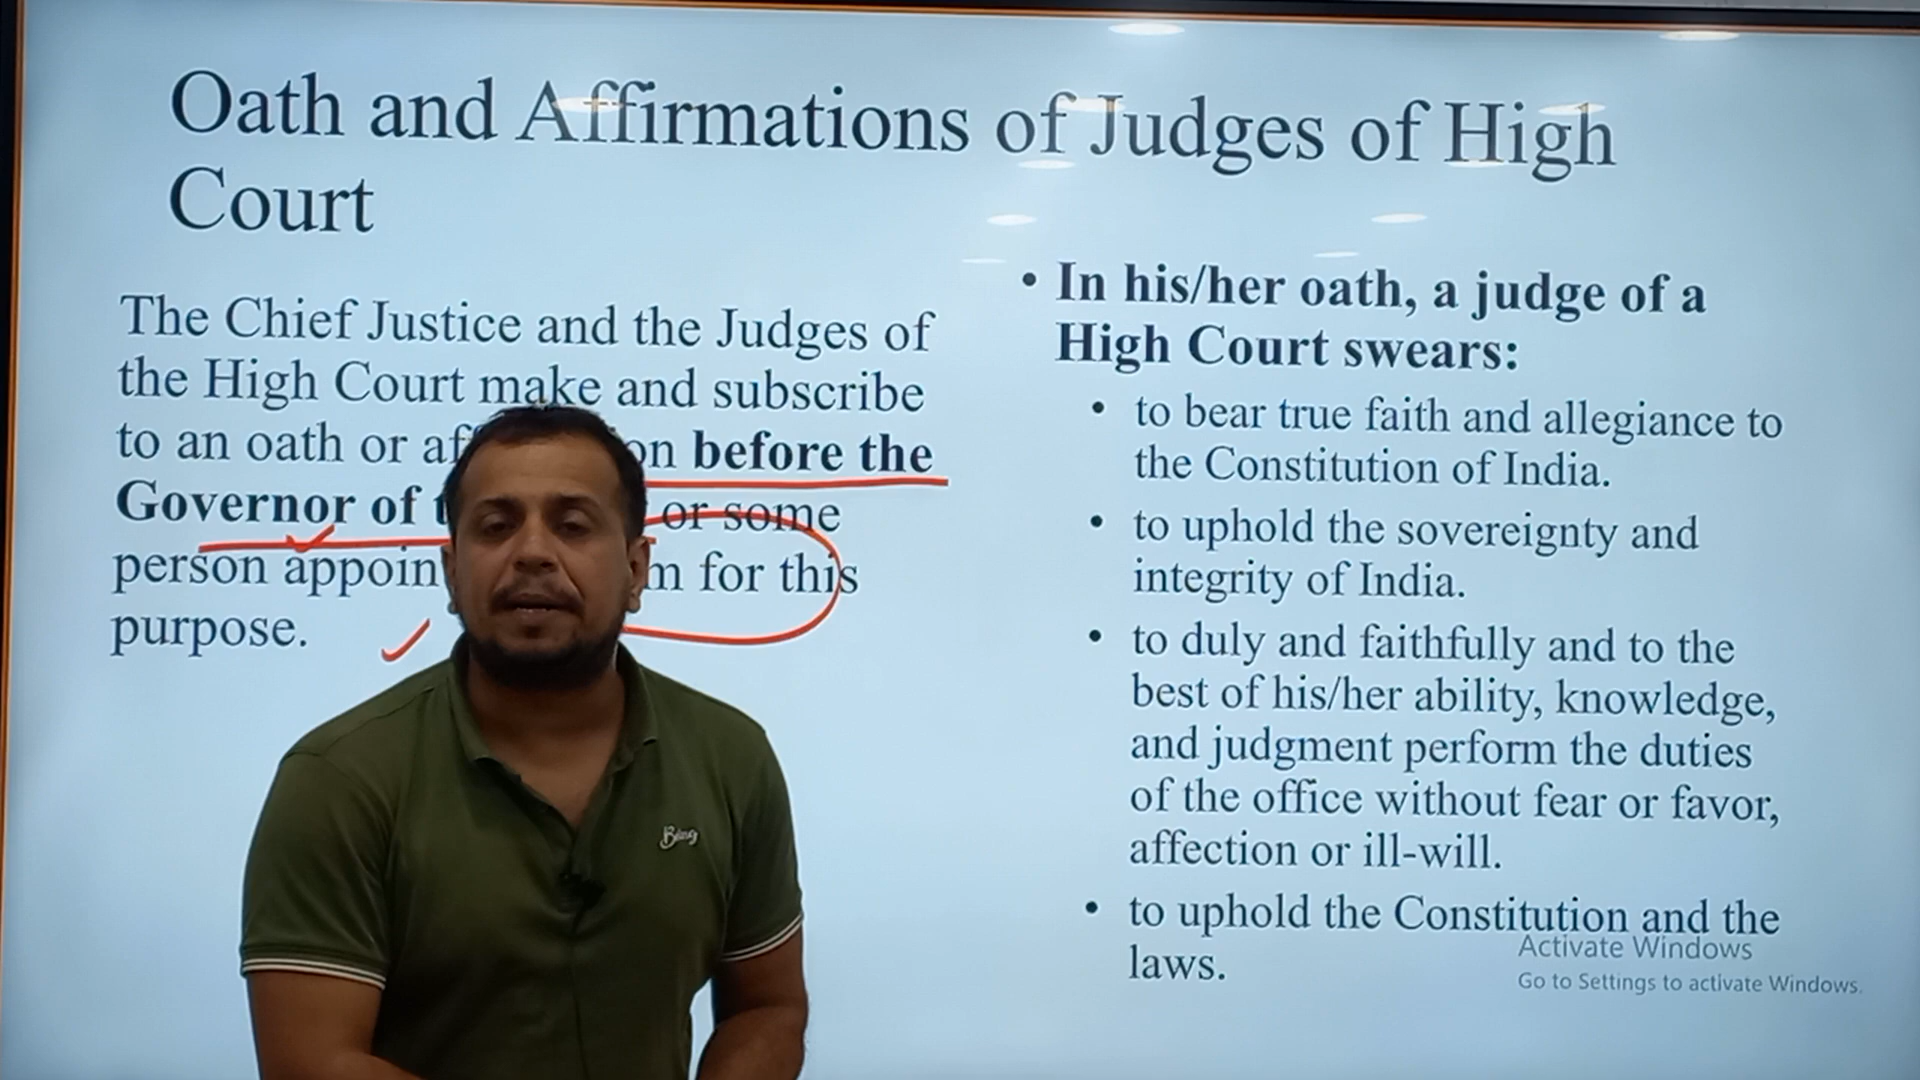 Oath and Affirmations of Judges of High
Court
The Chief Justice and the Judges of
the High Court make and subscribe
to an oath or before the
Governor of or some
person for this
purpose.
• In his/her oath, a judge of a
High Court swears:
• to bear true faith and allegiance to
the Constitution of India.
• to uphold the sovereignty and
integrity of India.
• to duly and faithfully and to the
best of his/her ability, knowledge,
and judgment perform the duties
of the office without fear or favor,
affection or ill-will.
• to uphold the Constitution and the
laws.
Activate Windows
Go to Settings to activate Windows.
Being